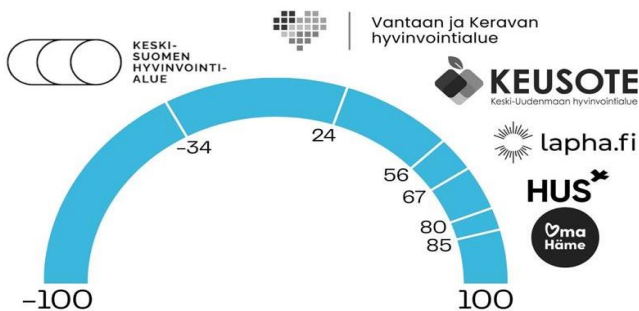 KESKI-
SUOMEN
HYVINVOINTI-
ALUE
Vantaan ja Keravan
hyvinvointialue
KEUSOTE
Keski-Uudenmaan hyvinvointialue
lapha.fi
HUS
Oma
Häme
-34
24
56
67
80
85
-100
100